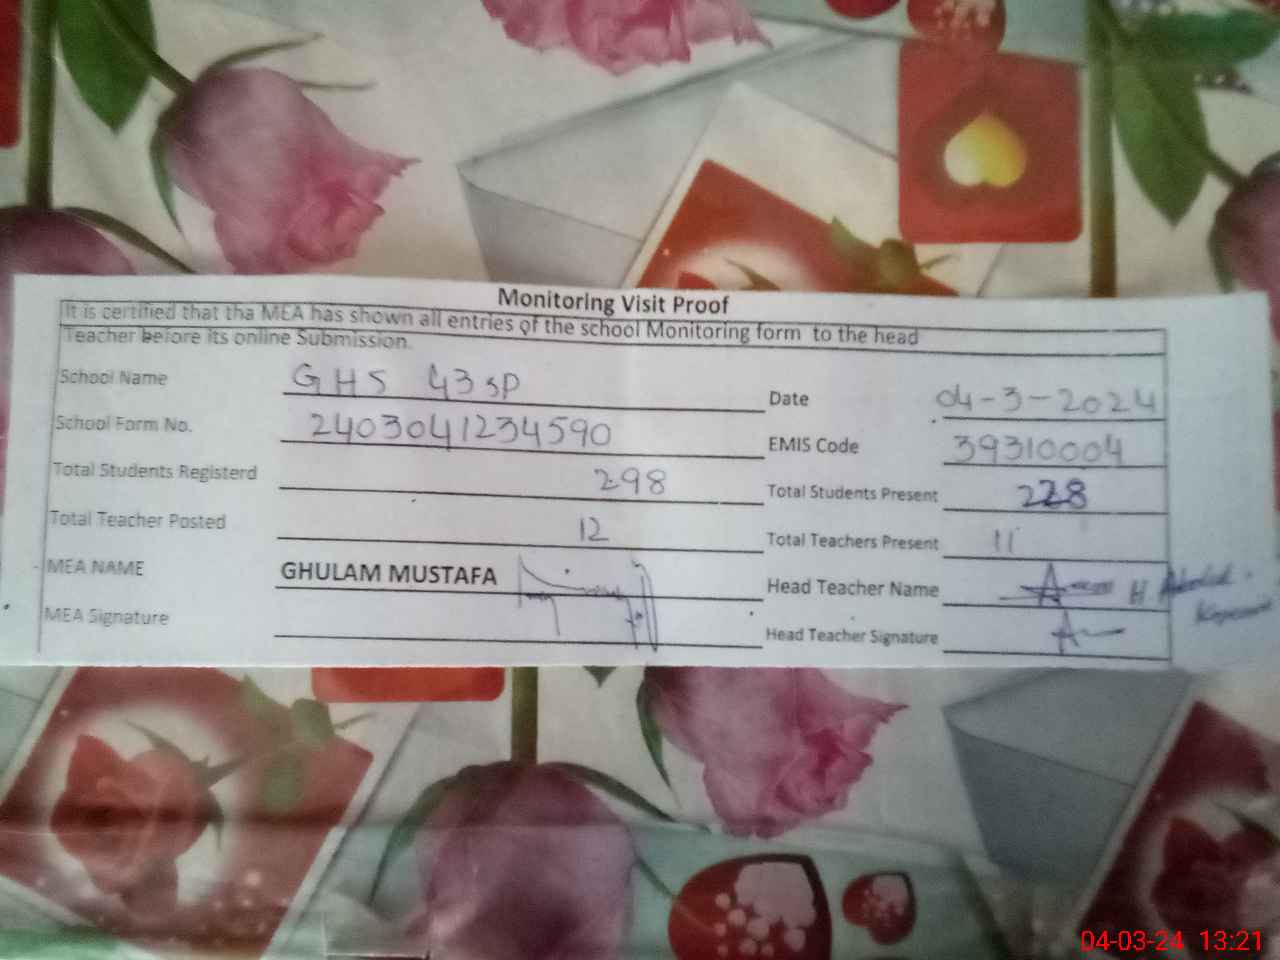 Monitoring Visit Proof
It is certified that tha MEA has shown all entries of the school Monitoring form to the head
Teacher before its online Submission.
School Name GHS 43 SP Date 04-3-2024
School Form No. 2403041234590 EMIS Code 39310004
Total Students Registerd 298 Total Students Present 228
Total Teacher Posted 12 Total Teachers Present 11
MEA NAME GHULAM MUSTAFA Head Teacher Name
MEA Signature Head Teacher Signature
04-03-24 13:21